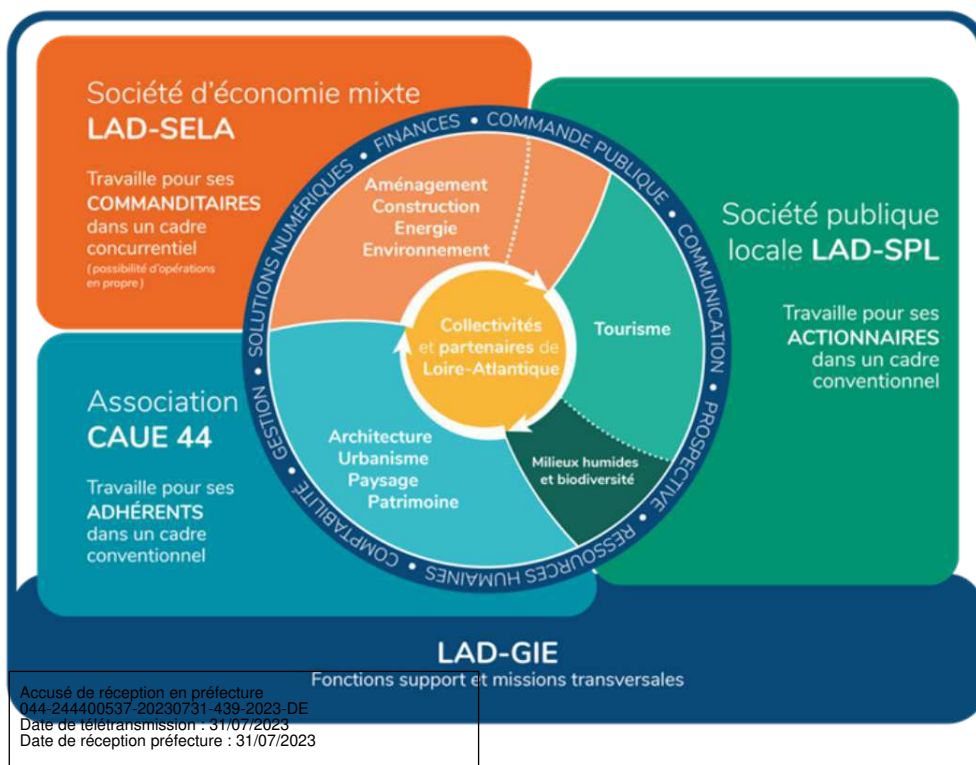 Société d'économie mixte
LAD-SELA
Travaille pour ses
COMMANDITAIRES
dans un cadre
concurrentiel
(possibilité d'opérations
en propre)
Association
CAUE 44
Travaille pour ses
ADHÉRENTS
dans un cadre
conventionnel
SOLUTIONS NUMÉRIQUES • FINANCES • COMMANDE PUBLIQUE • COMMUNICATION • PROSPECTIVE • RESSOURCES HUMAINES • COMPTABILITÉ • GESTION •
Aménagement
Construction
Energie
Environnement
Collectivités
et partenaires de
Loire-Atlantique
Tourisme
Architecture
Urbanisme
Paysage
Patrimoine
Milieux humides
et biodiversité
Société publique
locale LAD-SPL
Travaille pour ses
ACTIONNAIRES
dans un cadre
conventionnel
LAD-GIE
Fonctions support et missions transversales
Accusé de réception en préfecture
044-244400537-20230731-439-2023-DE
Date de télétransmission : 31/07/2023
Date de réception préfecture : 31/07/2023